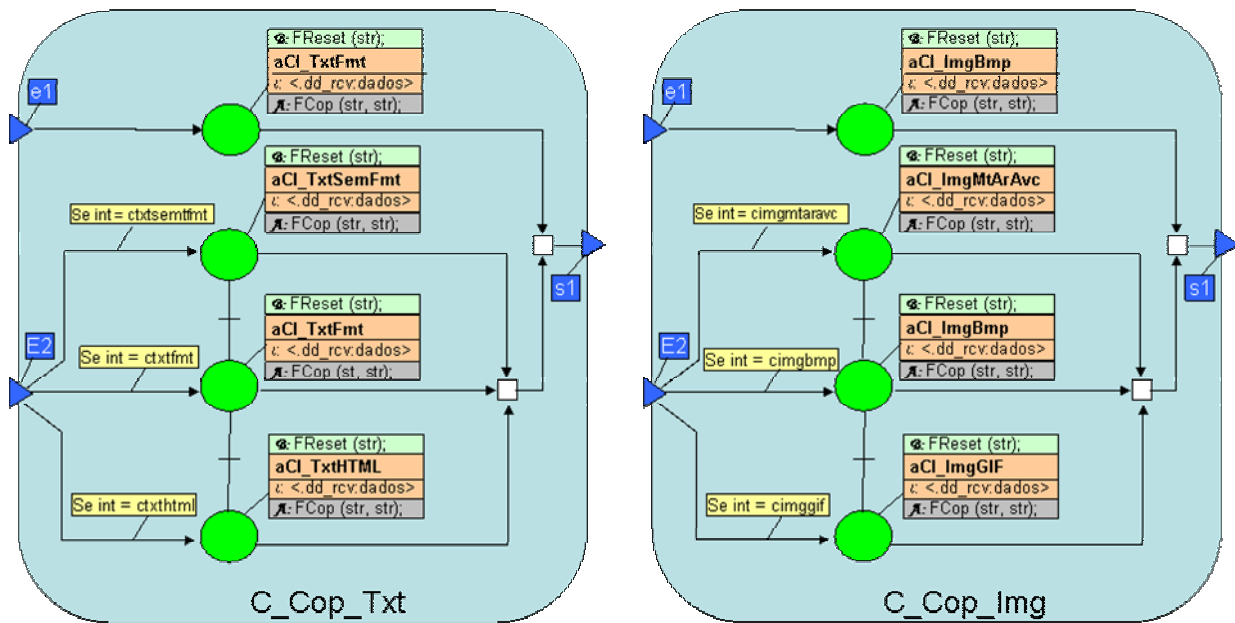 FReset (str);
aCl_TxtFmt
<.dd_rcv:dados>
FCop (str, str);
e1
FReset (str);
aCl_TxtSemFmt
<.dd_rcv:dados>
FCop (str, str);
Se int = ctxtsemtfmt
s1
FReset (str);
aCl_TxtFmt
<.dd_rcv:dados>
FCop (st, str);
E2
Se int = ctxtfmt
FReset (str);
aCl_TxtHTML
<.dd_rcv:dados>
FCop (str, str);
Se int = ctxthtml
C_Cop_Txt
FReset (str);
aCl_ImgBmp
<.dd_rcv:dados>
FCop (str, str);
e1
FReset (str);
aCl_ImgMtArAvc
<.dd_rcv:dados>
FCop (str, str);
Se int = cimgmtaravc
s1
FReset (str);
aCl_ImgBmp
<.dd_rcv:dados>
FCop (str, str);
E2
Se int = cimgbmp
FReset (str);
aCl_ImgGIF
<.dd_rcv:dados>
FCop (str, str);
Se int = cimggif
C_Cop_Img